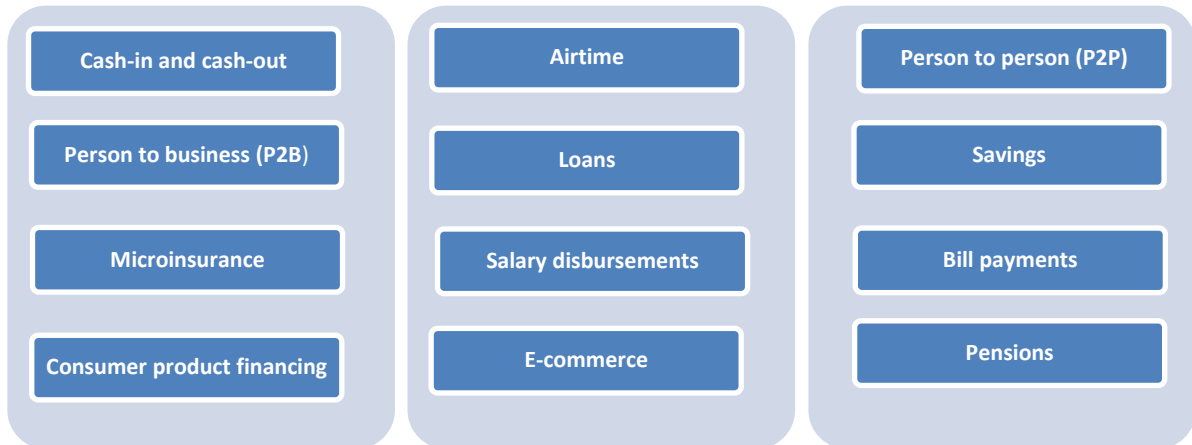 Cash-in and cash-out
Person to business (P2B)
Microinsurance
Consumer product financing
Airtime
Loans
Salary disbursements
E-commerce
Person to person (P2P)
Savings
Bill payments
Pensions